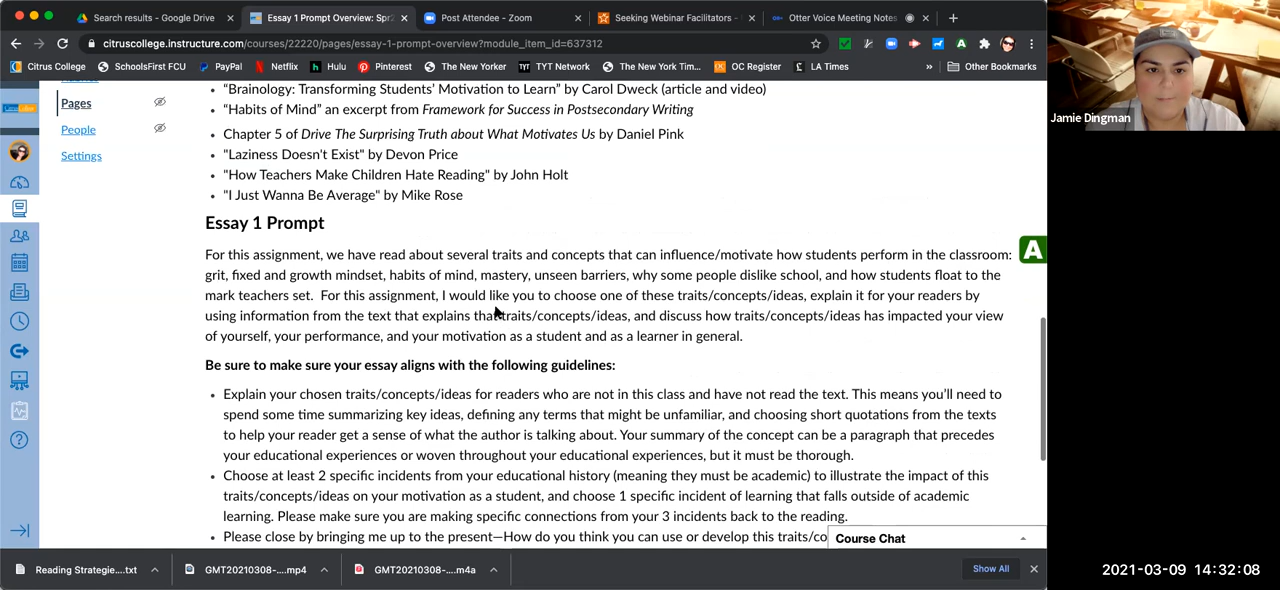 Search results - Google Drive
Essay 1 Prompt Overview: Spr2
Post Attendee - Zoom
Seeking Webinar Facilitators -
Otter Voice Meeting Notes
citruscollege.instructure.com/courses/22220/pages/essay-1-prompt-overview?module_item_id=637312
Citrus College
SchoolsFirst FCU
PayPal
Netflix
Hulu
Pinterest
The New Yorker
TYT Network
The New York Tim...
OC Register
LA Times
»
Other Bookmarks
Pages
People
Settings
• "Brainology: Transforming Students' Motivation to Learn" by Carol Dweck (article and video)
• "Habits of Mind" an excerpt from Framework for Success in Postsecondary Writing
• Chapter 5 of Drive The Surprising Truth about What Motivates Us by Daniel Pink
• "Laziness Doesn't Exist" by Devon Price
• "How Teachers Make Children Hate Reading" by John Holt
• "I Just Wanna Be Average" by Mike Rose
Essay 1 Prompt
For this assignment, we have read about several traits and concepts that can influence/motivate how students perform in the classroom:
grit, fixed and growth mindset, habits of mind, mastery, unseen barriers, why some people dislike school, and how students float to the
mark teachers set. For this assignment, I would like you to choose one of these traits/concepts/ideas, explain it for your readers by
using information from the text that explains that traits/concepts/ideas, and discuss how traits/concepts/ideas has impacted your view
of yourself, your performance, and your motivation as a student and as a learner in general.
Be sure to make sure your essay aligns with the following guidelines:
• Explain your chosen traits/concepts/ideas for readers who are not in this class and have not read the text. This means you'll need to
spend some time summarizing key ideas, defining any terms that might be unfamiliar, and choosing short quotations from the texts
to help your reader get a sense of what the author is talking about. Your summary of the concept can be a paragraph that precedes
your educational experiences or woven throughout your educational experiences, but it must be thorough.
• Choose at least 2 specific incidents from your educational history (meaning they must be academic) to illustrate the impact of this
traits/concepts/ideas on your motivation as a student, and choose 1 specific incident of learning that falls outside of academic
learning. Please make sure you are making specific connections from your 3 incidents back to the reading.
• Please close by bringing me up to the present—How do you think you can use or develop this traits/co
Course Chat
A
Jamie Dingman
Reading Strategie....txt
GMT20210308-....mp4
GMT20210308-....m4a
Show All
2021-03-09 14:32:08